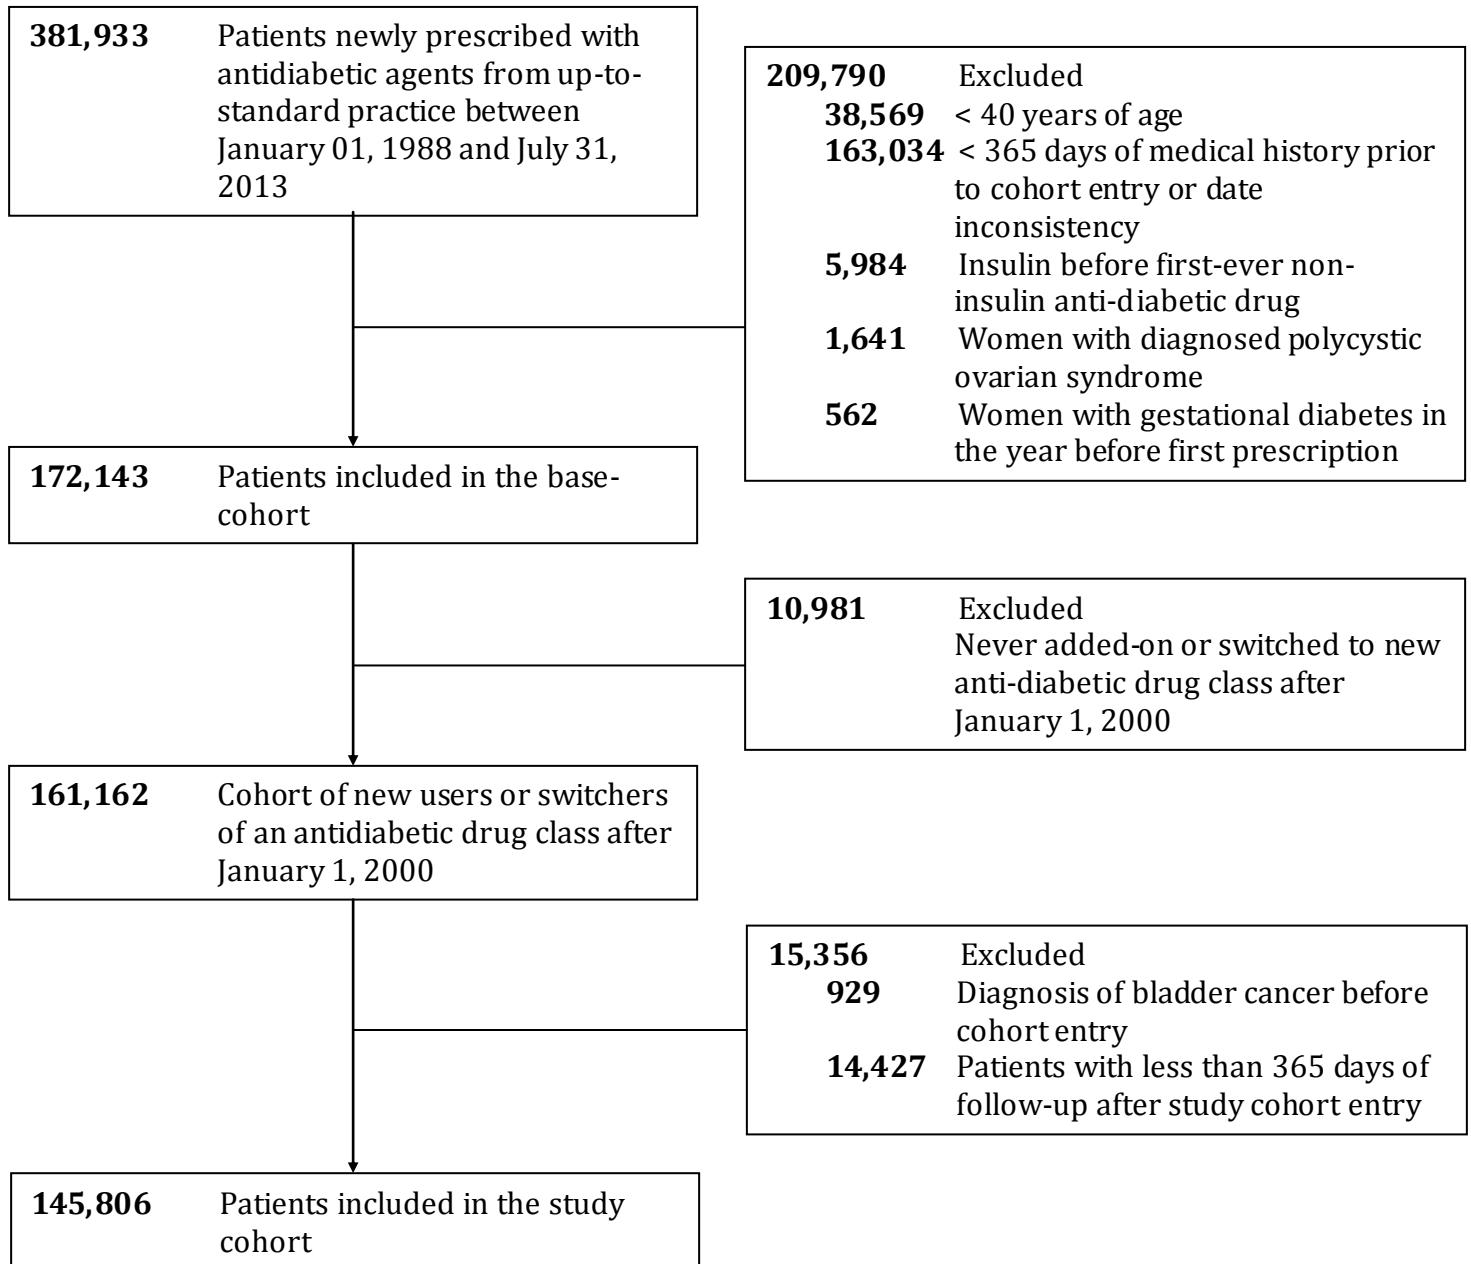 381,933 Patients newly prescribed with
antidiabetic agents from up-to-
standard practice between
January 01, 1988 and July 31,
2013
209,790 Excluded
38,569 < 40 years of age
163,034 < 365 days of medical history prior
to cohort entry or date
inconsistency
5,984 Insulin before first-ever non-
insulin anti-diabetic drug
1,641 Women with diagnosed polycystic
ovarian syndrome
562 Women with gestational diabetes in
the year before first prescription
172,143 Patients included in the base-
cohort
10,981 Excluded
Never added-on or switched to new
anti-diabetic drug class after
January 1, 2000
161,162 Cohort of new users or switchers
of an antidiabetic drug class after
January 1, 2000
15,356 Excluded
929 Diagnosis of bladder cancer before
cohort entry
14,427 Patients with less than 365 days of
follow-up after study cohort entry
145,806 Patients included in the study
cohort